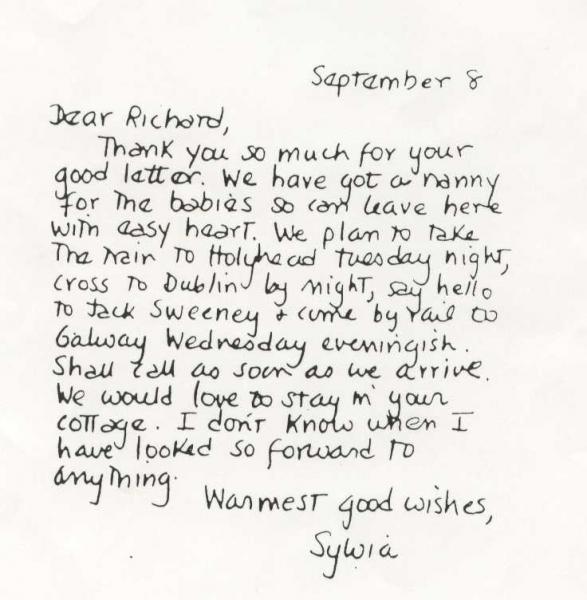 September 8
Dear Richard,
Thank you so much for your
good letter. We have got a nanny
for the babies so can leave here
with easy heart. We plan to take
the train to Holyhead tuesday night,
cross to Dublin by night, say hello
to Jack Sweeney & come by rail to
Galway Wednesday eveningish.
Shall call as soon as we arrive.
We would love to stay in your
cottage. I don't know when I
have looked so forward to
anything.
Warmest good wishes,
Sylvia